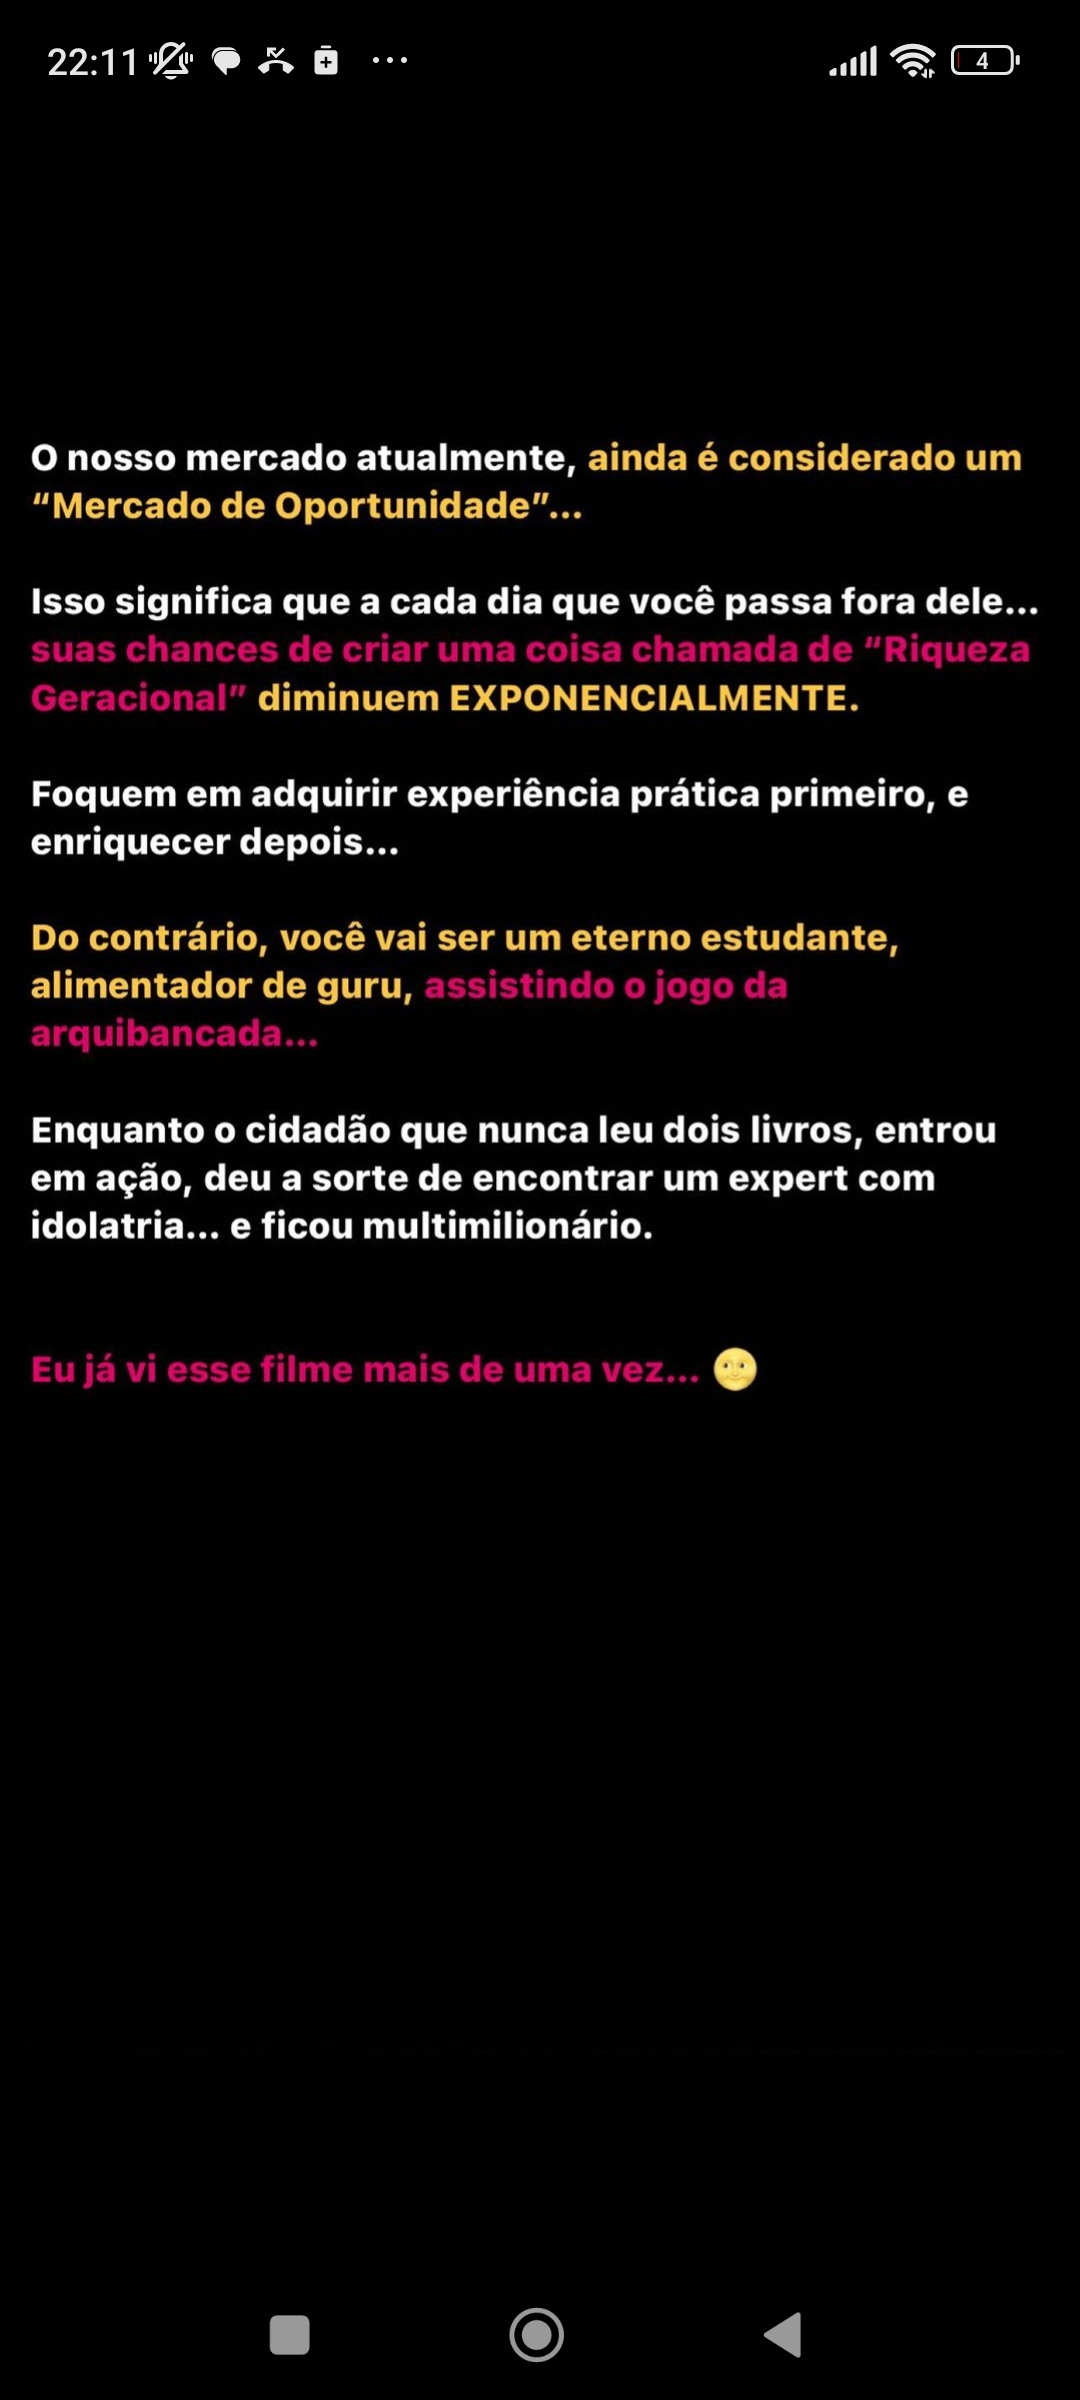 22:11
4
O nosso mercado atualmente, ainda é considerado um
“Mercado de Oportunidade”...
Isso significa que a cada dia que você passa fora dele...
suas chances de criar uma coisa chamada de “Riqueza
Geracional” diminuem EXPONENCIALMENTE.
Foquem em adquirir experiência prática primeiro, e
enriquecer depois...
Do contrário, você vai ser um eterno estudante,
alimentador de guru, assistindo o jogo da
arquibancada...
Enquanto o cidadão que nunca leu dois livros, entrou
em ação, deu a sorte de encontrar um expert com
idolatria... e ficou multimilionário.
Eu já vi esse filme mais de uma vez... 🌝